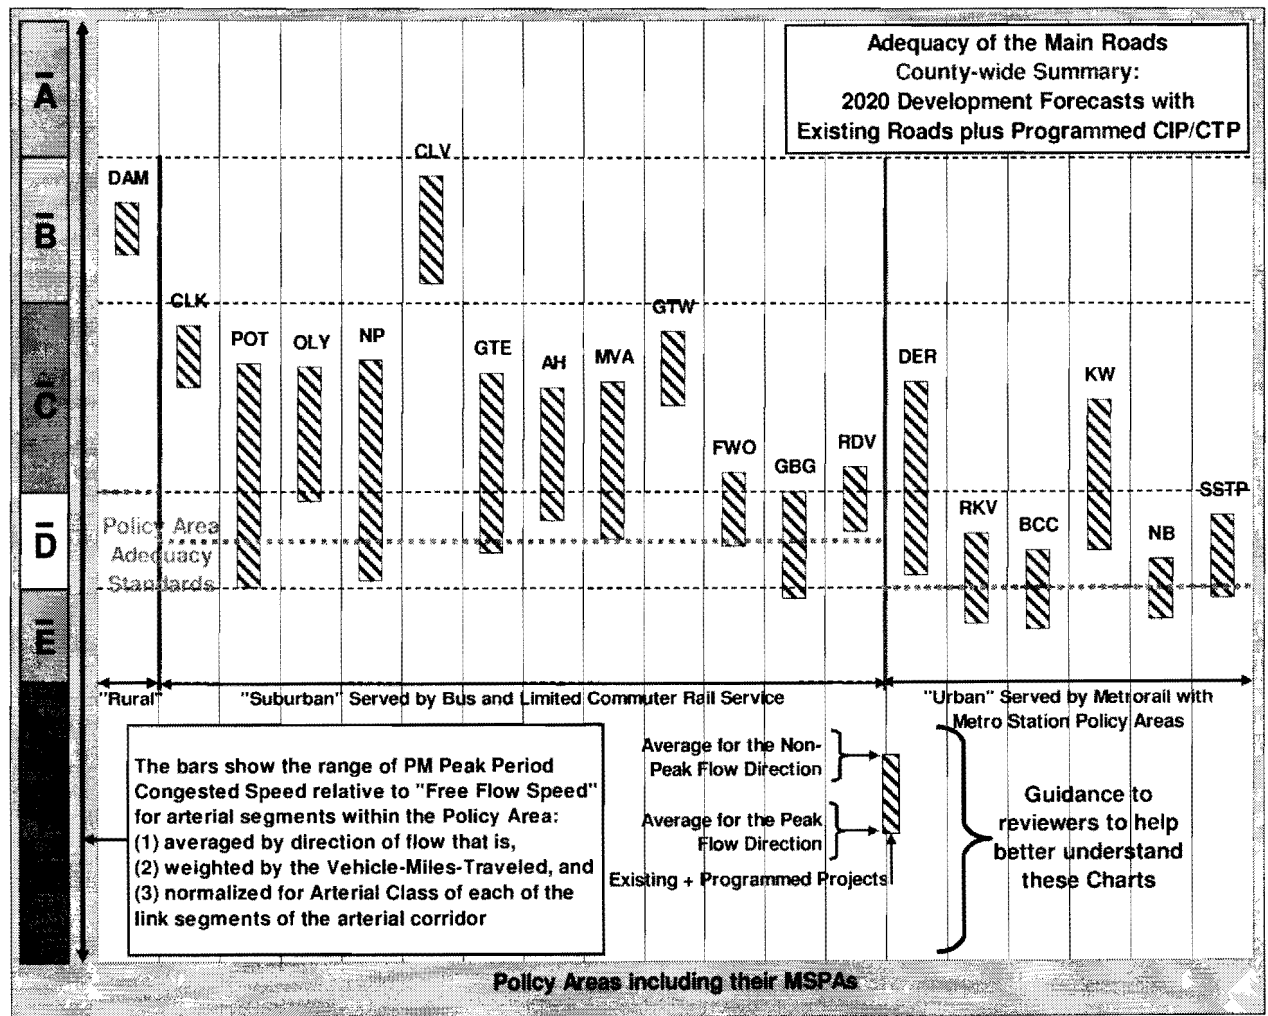 Adequacy of the Main Roads
County-wide Summary:
2020 Development Forecasts with
Existing Roads plus Programmed CIP/CTP
A
B
C
D
E
DAM
CLK
POT
OLY
NP
CLV
GTE
AH
MVA
GTW
FWO
GBG
RDV
DER
RKV
BCC
KW
NB
SSTP
Policy Area
Adequacy
Standards
"Rural"
"Suburban" Served by Bus and Limited Commuter Rail Service
"Urban" Served by Metrorail with
Metro Station Policy Areas
The bars show the range of PM Peak Period
Congested Speed relative to "Free Flow Speed"
for arterial segments within the Policy Area:
(1) averaged by direction of flow that is,
(2) weighted by the Vehicle-Miles-Traveled, and
(3) normalized for Arterial Class of each of the
link segments of the arterial corridor
Average for the Non-
Peak Flow Direction
Average for the Peak
Flow Direction
Existing + Programmed Projects
Guidance to
reviewers to help
better understand
these Charts
Policy Areas including their MSPAs